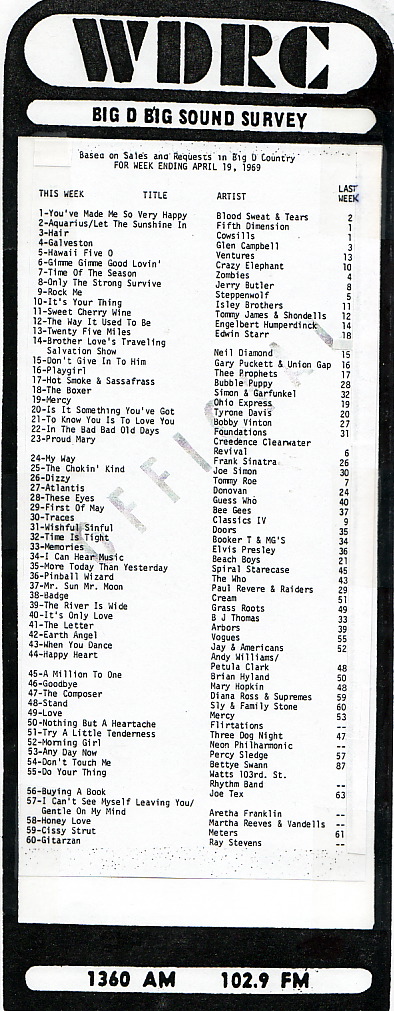 WDRC
BIG D BIG SOUND SURVEY
Based on Sales and Requests in Big D Country
FOR WEEK ENDING APRIL 19, 1969
THIS WEEK TITLE ARTIST LAST WEEK
1-You've Made Me So Very Happy Blood Sweat & Tears 2
2-Aquarius/Let The Sunshine In Fifth Dimension 1
3-Hair Cowsills 1
4-Galveston Glen Campbell 3
5-Hawaii Five O Ventures 13
6-Gimme Gimme Good Lovin' Crazy Elephant 10
7-Time Of The Season Zombies 4
8-Only The Strong Survive Jerry Butler 8
9-Rock Me Steppenwolf 5
10-It's Your Thing Isley Brothers 11
11-Sweet Cherry Wine Tommy James & Shondells 12
12-The Way It Used To Be Engelbert Humperdinck 14
13-Twenty Five Miles Edwin Starr 18
14-Brother Love's Traveling
Salvation Show Neil Diamond 15
15-Don't Give In To Him Gary Puckett & Union Gap 16
16-Playgirl Thee Prophets 17
17-Hot Smoke & Sassafrass Bubble Puppy 28
18-The Boxer Simon & Garfunkel 32
19-Mercy Ohio Express 19
20-Is It Something You've Got Tyrone Davis 20
21-To Know You Is To Love You Bobby Vinton 27
22-In The Bad Bad Old Days Foundations 31
23-Proud Mary Creedence Clearwater
Revival 6
24-My Way Frank Sinatra 26
25-The Chokin' Kind Joe Simon 30
26-Dizzy Tommy Roe 7
27-Atlantis Donovan 24
28-These Eyes Guess Who 40
29-First Of May Bee Gees 37
30-Traces Classics IV 9
31-Wishful Sinful Doors 35
32-Time Is Tight Booker T & MG'S 34
33-Memories Elvis Presley 36
34-I Can Hear Music Beach Boys 21
35-More Today Than Yesterday Spiral Starecase 45
36-Pinball Wizard The Who 43
37-Mr. Sun Mr. Moon Paul Revere & Raiders 29
38-Badge Cream 51
39-The River Is Wide Grass Roots 49
40-It's Only Love B J Thomas 33
41-The Letter Arbors 39
42-Earth Angel Vogues 55
43-When You Dance Jay & Americans 52
44-Happy Heart Andy Williams/
Petula Clark 48
45-A Million To One Brian Hyland 50
46-Goodbye Mary Hopkin 48
47-The Composer Diana Ross & Supremes 59
48-Stand Sly & Family Stone 60
49-Love Mercy 53
50-Nothing But A Heartache Flirtations --
51-Try A Little Tenderness Three Dog Night 47
52-Morning Girl Neon Philharmonic --
53-Any Day Now Percy Sledge 57
54-Don't Touch Me Bettye Swann 87
55-Do Your Thing Watts 103rd. St.
Rhythm Band --
56-Buying A Book Joe Tex 63
57-I Can't See Myself Leaving You/
Gentle On My Mind Aretha Franklin --
58-Honey Love Martha Reeves & Vandells --
59-Cissy Strut Meters 61
60-Gitarzan Ray Stevens --
OFFICIAL
1360 AM 102.9 FM